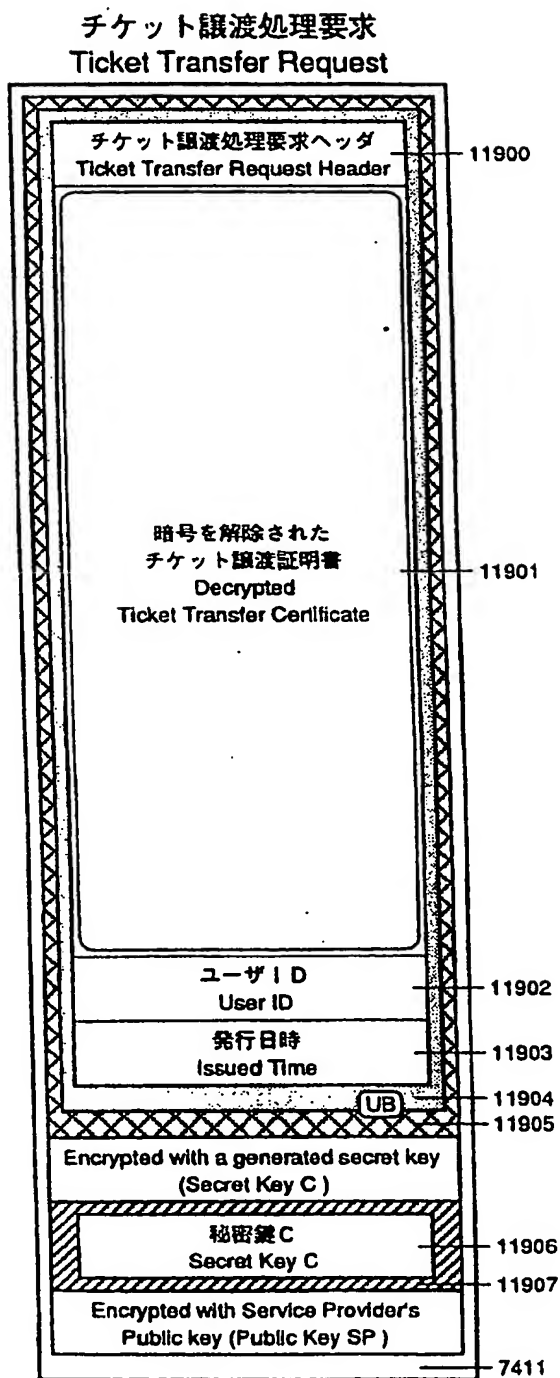 チケット譲渡処理要求
Ticket Transfer Request
チケット譲渡処理要求ヘッダ
Ticket Transfer Request Header
11900
暗号を解除された
チケット譲渡証明書
Decrypted
Ticket Transfer Certificate
11901
ユーザID
User ID
11902
発行日時
Issued Time
11903
11904
UB
11905
Encrypted with a generated secret key
(Secret Key C )
秘密鍵C
Secret Key C
11906
11907
Encrypted with Service Provider's
Public key (Public Key SP )
7411